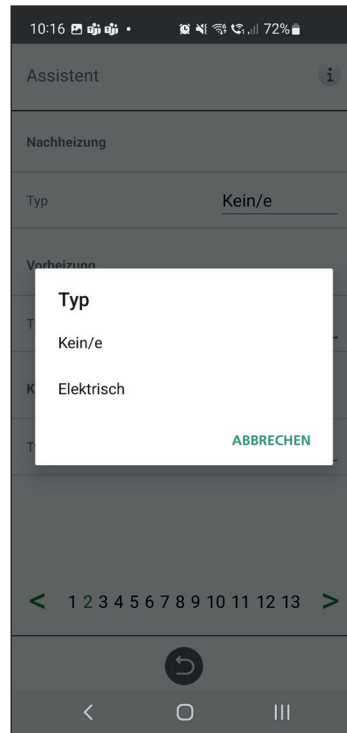 10:16 72%
Assistent i
Nachheizung
Typ Kein/e
Vorheizung
Typ
Kein/e
Elektrisch
ABBRECHEN
< 1 2 3 4 5 6 7 8 9 10 11 12 13 >